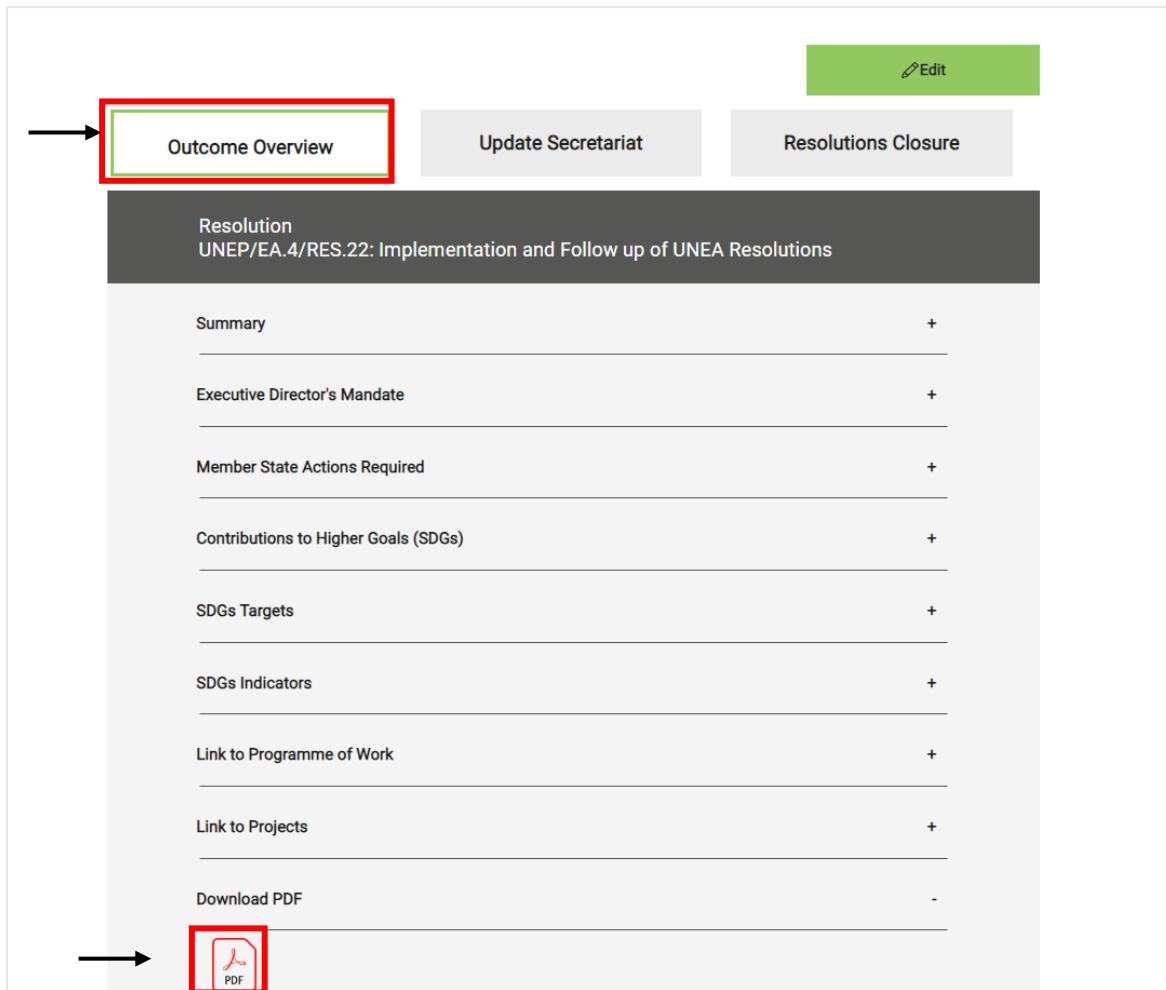 Edit
Outcome Overview
Update Secretariat
Resolutions Closure
Resolution
UNEP/EA.4/RES.22: Implementation and Follow up of UNEA Resolutions
Summary +
Executive Director's Mandate +
Member State Actions Required +
Contributions to Higher Goals (SDGs) +
SDGs Targets +
SDGs Indicators +
Link to Programme of Work +
Link to Projects +
Download PDF -
PDF